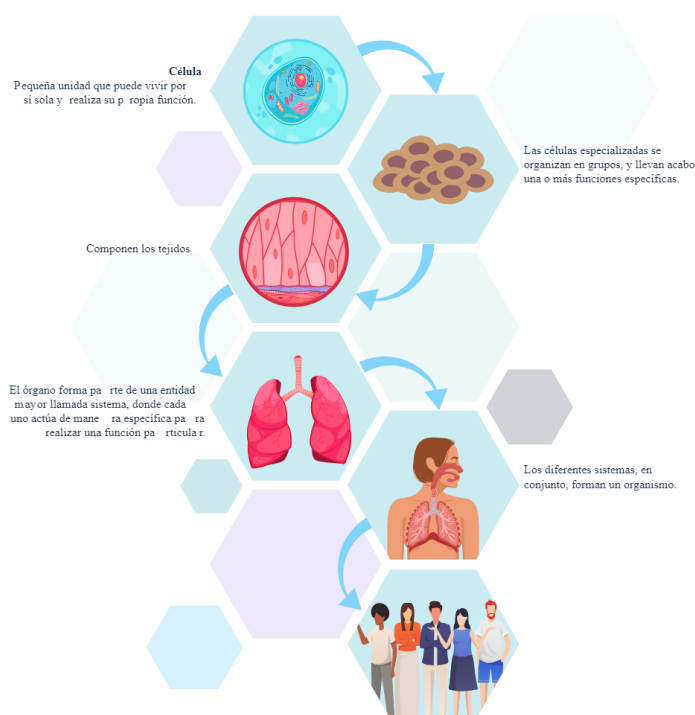 Célula
Pequeña unidad que puede vivir por
sí sola y realiza su p ropia función.
Las células especializadas se
organizan en grupos, y llevan acabo
una o más funciones especificas.
Componen los tejidos
El órgano forma pa rte de una entidad
mayor llamada sistema, donde cada
uno actúa de mane ra específica pa ra
realizar una función pa rticula r.
Los diferentes sistemas, en
conjunto, forman un organismo.